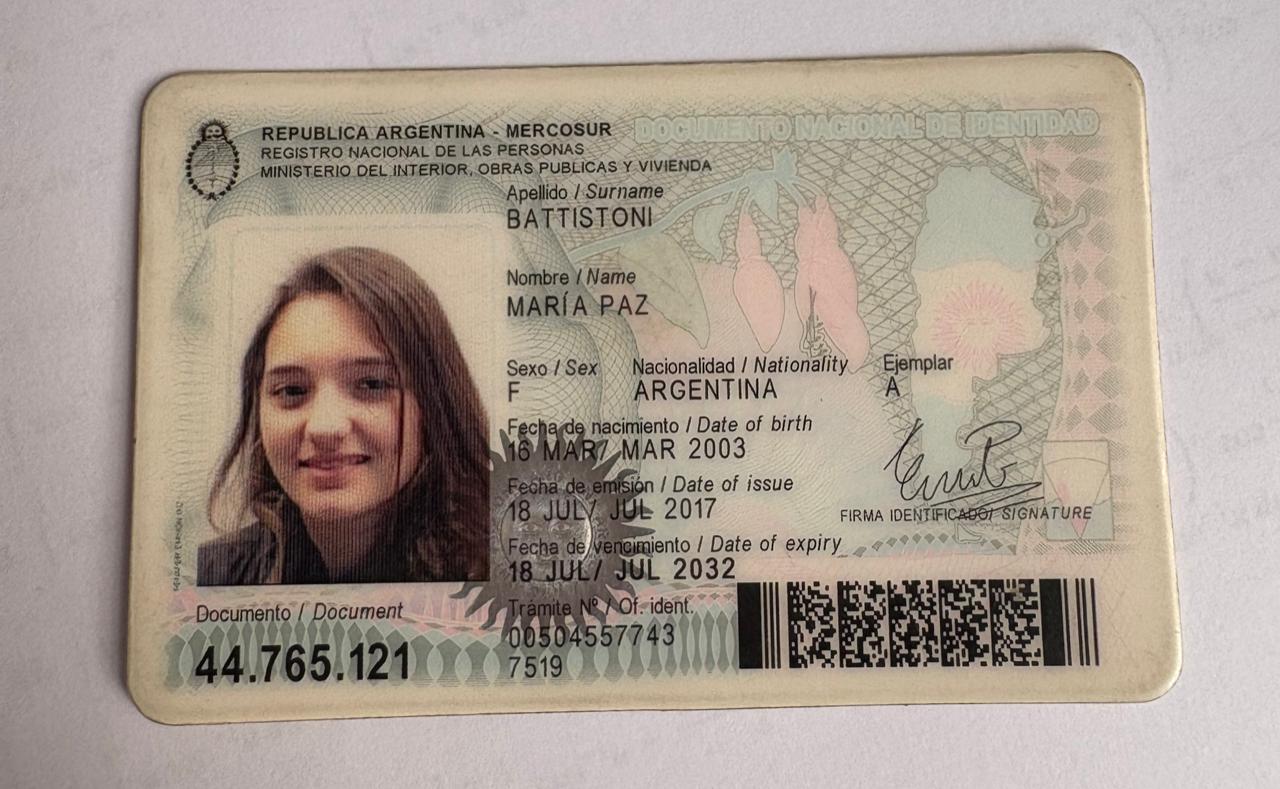 REPUBLICA ARGENTINA - MERCOSUR
DOCUMENTO NACIONAL DE IDENTIDAD
REGISTRO NACIONAL DE LAS PERSONAS
MINISTERIO DEL INTERIOR, OBRAS PUBLICAS Y VIVIENDA
Apellido / Surname
BATTISTONI
Nombre / Name
MARÍA PAZ
Sexo / Sex Nacionalidad / Nationality Ejemplar
F ARGENTINA A
Fecha de nacimiento / Date of birth
16 MAR/ MAR 2003
Fecha de emisión / Date of issue
18 JUL/ JUL 2017
FIRMA IDENTIFICADO/ SIGNATURE
Fecha de vencimiento / Date of expiry
18 JUL/ JUL 2032
Documento / Document
44.765.121
Trámite Nº / Of. ident.
00504557743
7519